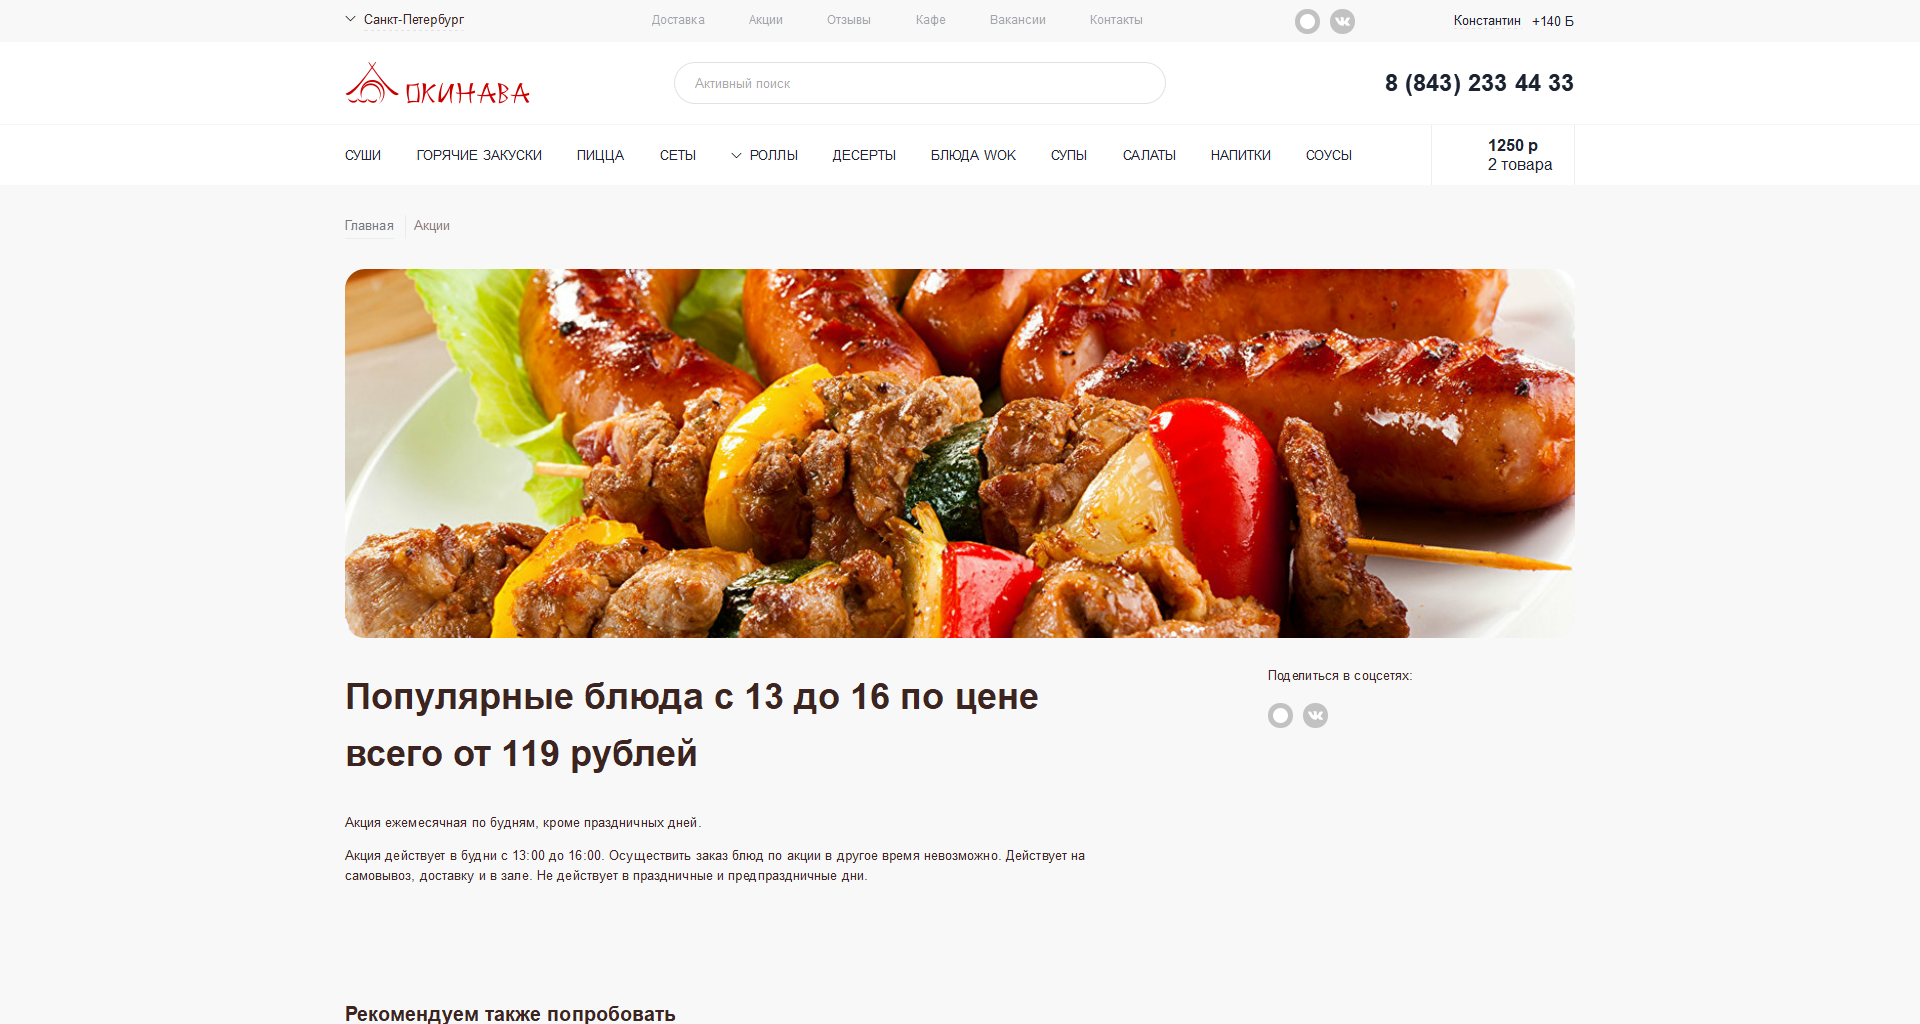 Санкт-Петербург
Доставка
Акции
Отзывы
Кафе
Вакансии
Контакты
Константин +140 Б
ОКИНАВА
Активный поиск
8 (843) 233 44 33
СУШИ
ГОРЯЧИЕ ЗАКУСКИ
ПИЦЦА
СЕТЫ
РОЛЛЫ
ДЕСЕРТЫ
БЛЮДА WOK
СУПЫ
САЛАТЫ
НАПИТКИ
СОУСЫ
1250 р
2 товара
Главная
Акции
Популярные блюда с 13 до 16 по цене
всего от 119 рублей
Поделиться в соцсетях:
Акция ежемесячная по будням, кроме праздничных дней.
Акция действует в будни с 13:00 до 16:00. Осуществить заказ блюд по акции в другое время невозможно. Действует на
самовывоз, доставку и в зале. Не действует в праздничные и предпраздничные дни.
Рекомендуем также попробовать